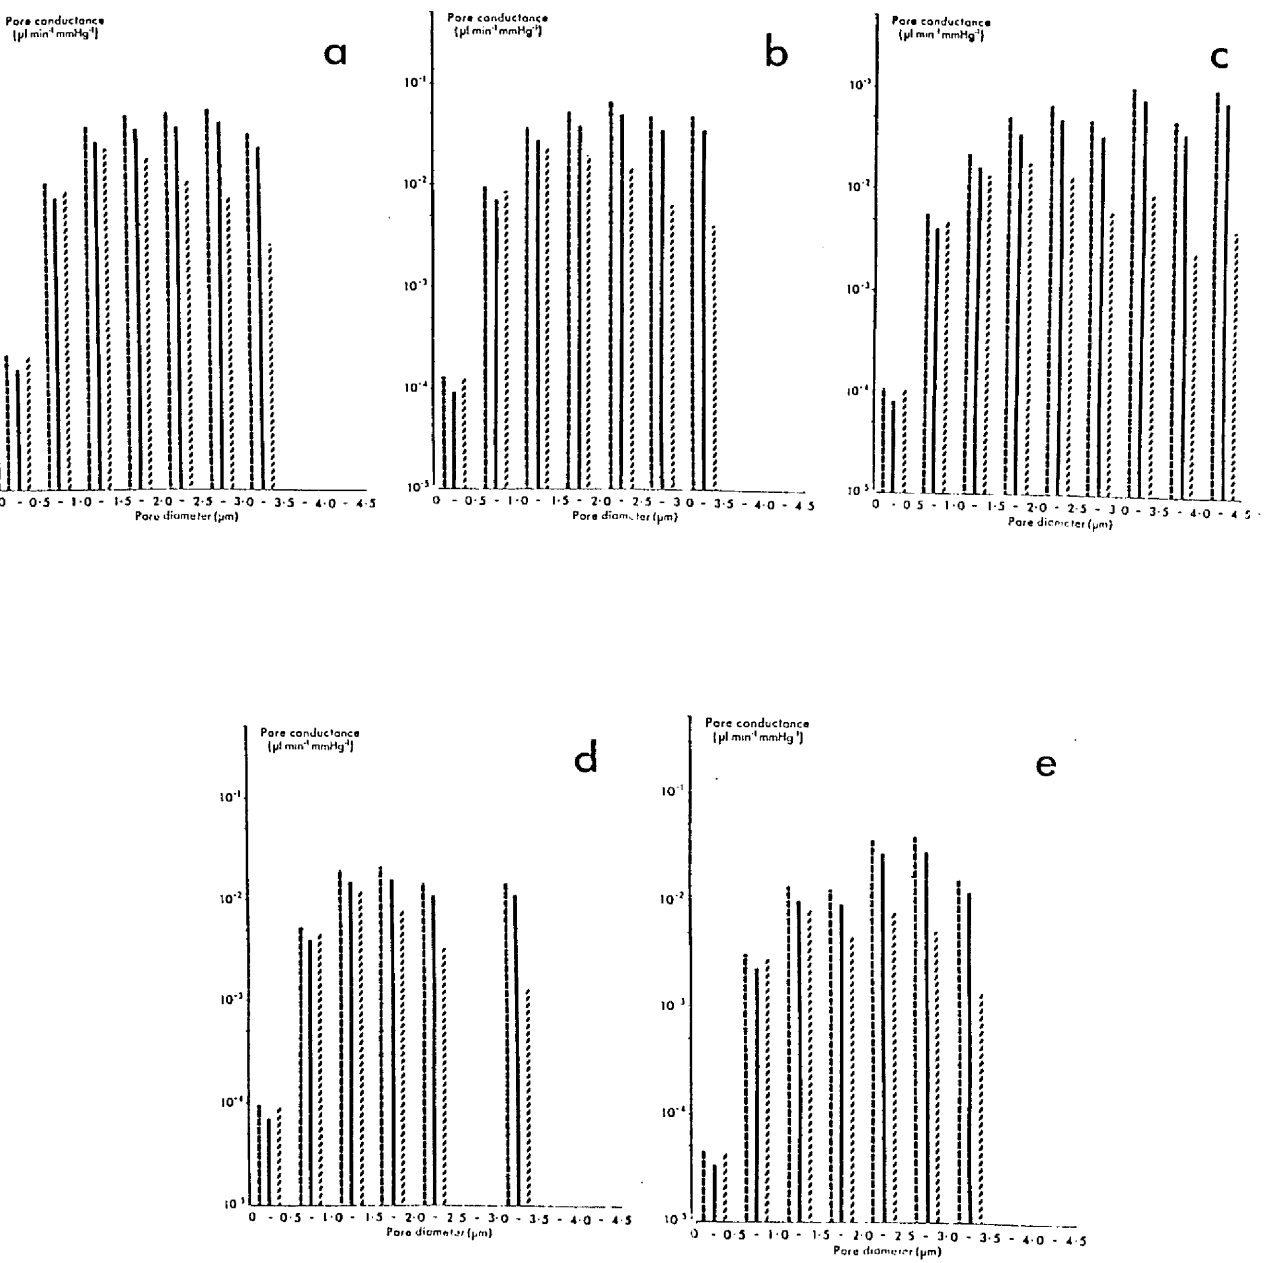 Pore conductance
(μl min⁻¹ mmHg⁻¹)
a
0 - 0·5 - 1·0 - 1·5 - 2·0 - 2·5 - 3·0 - 3·5 - 4·0 - 4·5
Pore diameter (μm)
Pore conductance
(μl min⁻¹ mmHg⁻¹)
b
10⁻¹
10⁻²
10⁻³
10⁻⁴
10⁻⁵
0 - 0·5 - 1·0 - 1·5 - 2·0 - 2·5 - 3 0 - 3·5 - 4·0 - 4·5
Pore diameter (μm)
Pore conductance
(μl min⁻¹ mmHg⁻¹)
c
10⁻²
10⁻³
10⁻⁴
10⁻⁵
0 - 0 5 - 1·0 - 1·5 - 2·0 - 2·5 - 3 0 - 3·5 - 4·0 - 4 5
Pore diameter (μm)
Pore conductance
(μl min⁻¹ mmHg⁻¹)
d
10⁻¹
10⁻²
10⁻³
10⁻⁴
0 - 0·5 - 1·0 - 1·5 - 2·0 - 2 5 - 3·0 - 3·5 - 4·0 - 4·5
Pore diameter (μm)
Pore conductance
(μl min⁻¹ mmHg⁻¹)
e
10⁻¹
10⁻²
10⁻³
10⁻⁴
0 - 0·5 - 1·0 - 1·5 - 2·0 - 2 5 - 3·0 - 3·5 - 4·0 - 4·5
Pore diameter (μm)